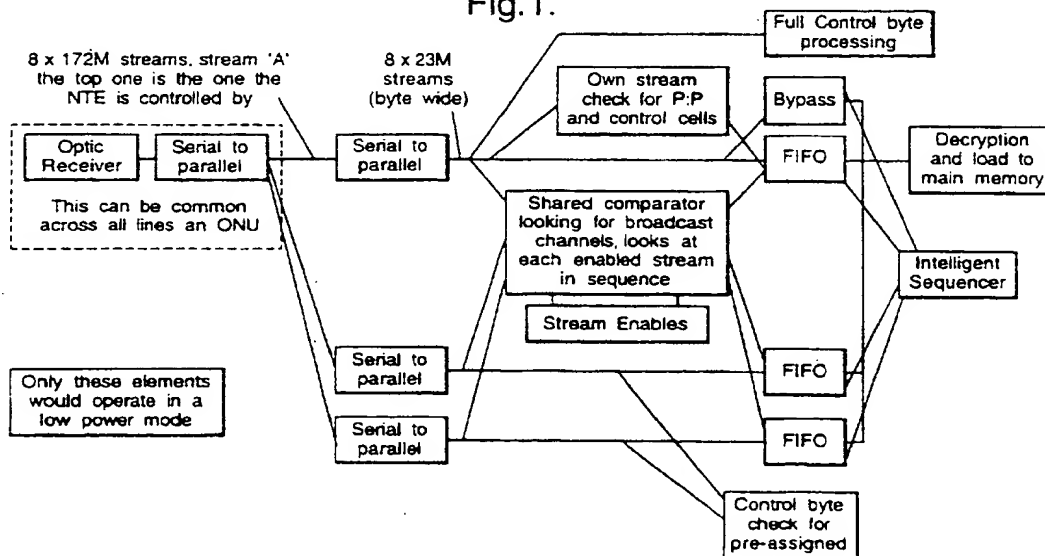 Fig.1.
8 x 172M streams, stream 'A'
the top one is the one the
NTE is controlled by
8 x 23M
streams
(byte wide)
Full Control byte
processing
Own stream
check for P:P
and control cells
Bypass
Optic
Receiver
Serial to
parallel
Serial to
parallel
FIFO
Decryption
and load to
main memory
This can be common
across all lines an ONU
Shared comparator
looking for broadcast
channels, looks at
each enabled stream
in sequence
Intelligent
Sequencer
Stream Enables
Serial to
parallel
FIFO
Only these elements
would operate in a
low power mode
Serial to
parallel
FIFO
Control byte
check for
pre-assigned